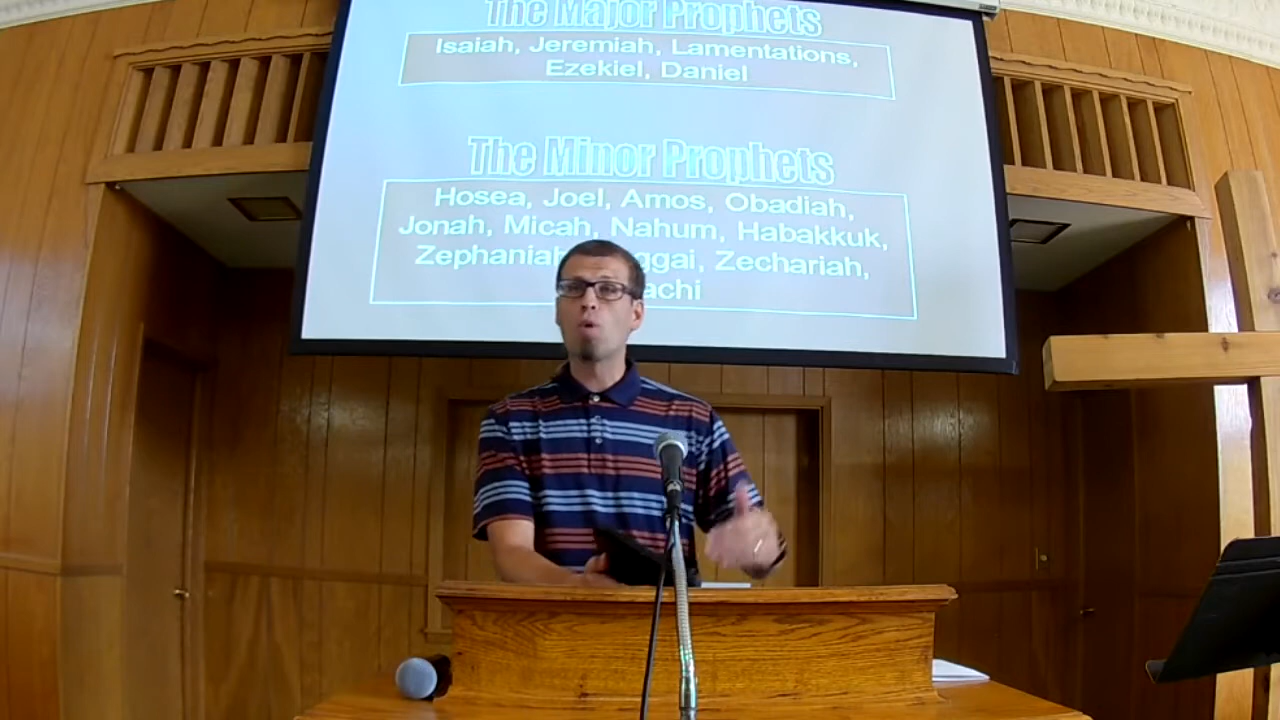 The Major Prophets
Isaiah, Jeremiah, Lamentations,
Ezekiel, Daniel
The Minor Prophets
Hosea, Joel, Amos, Obadiah,
Jonah, Micah, Nahum, Habakkuk,
Zechariah,